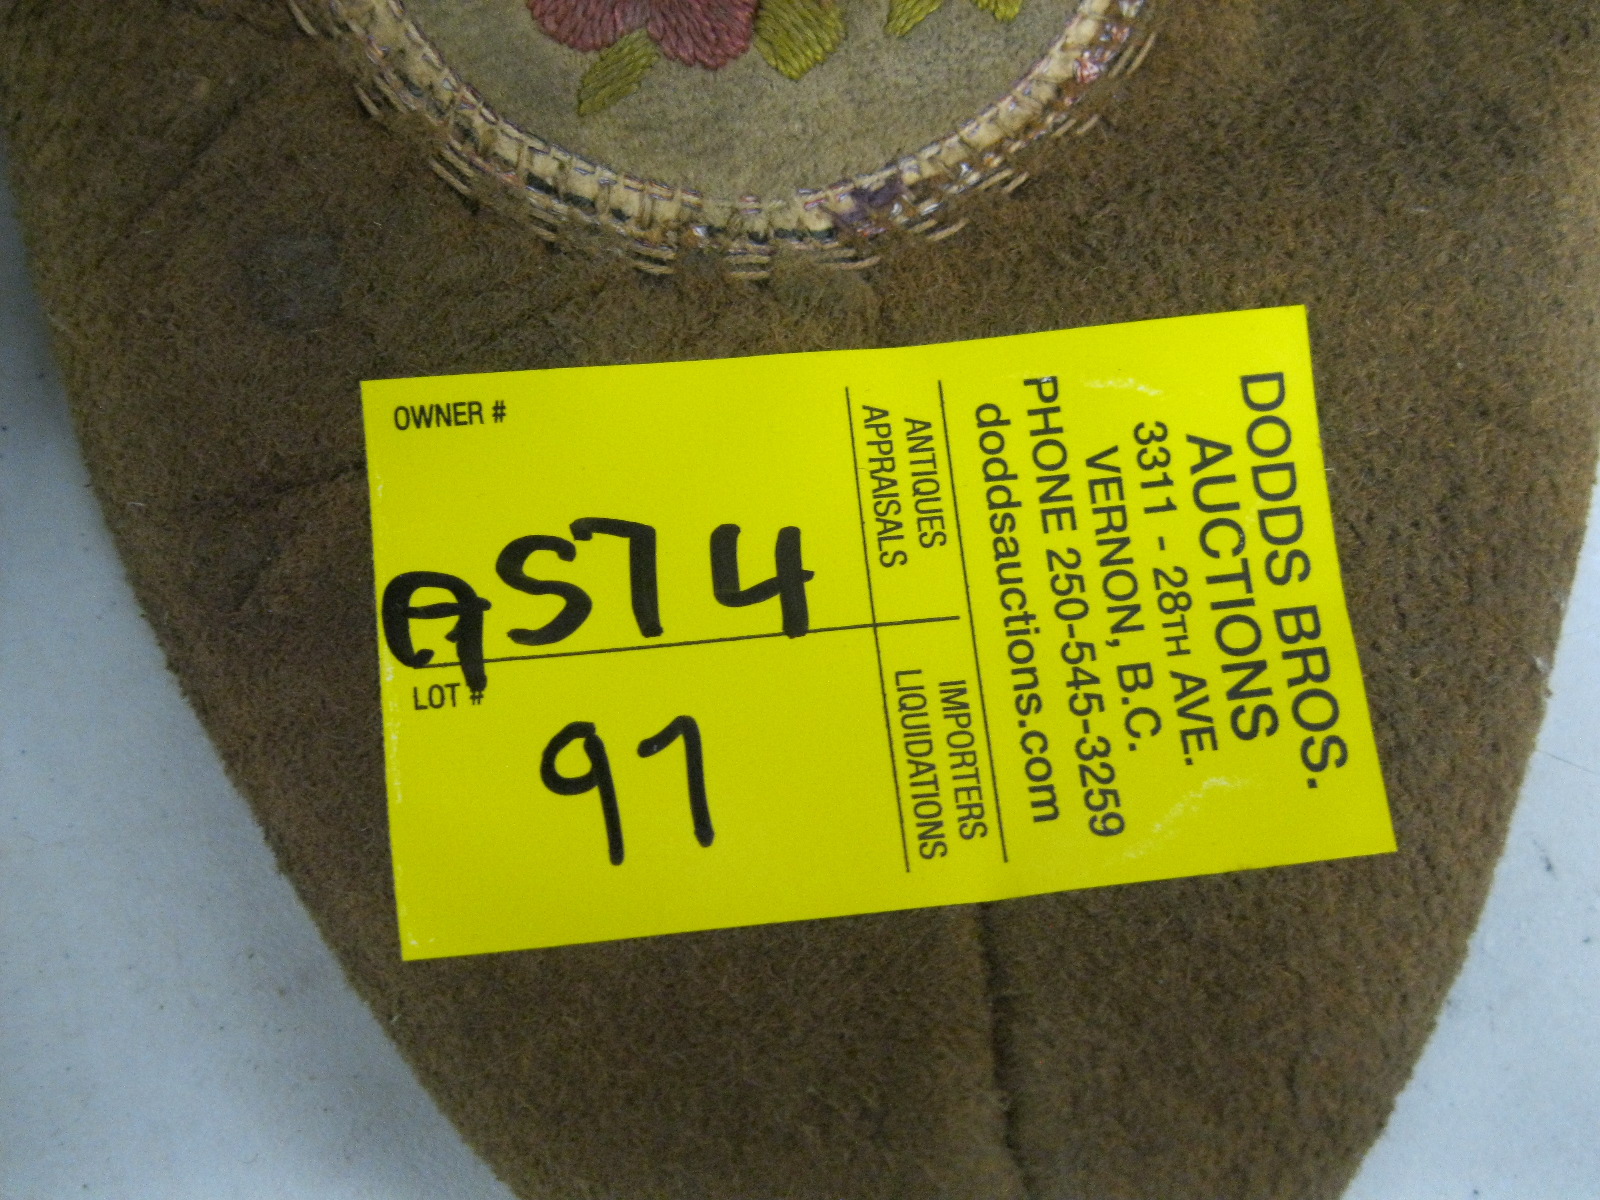 OWNER #
A574
LOT #
97
ANTIQUES
APPRAISALS
IMPORTERS
LIQUIDATIONS
DODDS BROS.
AUCTIONS
3311 - 28TH AVE.
VERNON, B.C.
PHONE 250-545-3259
doddsauctions.com